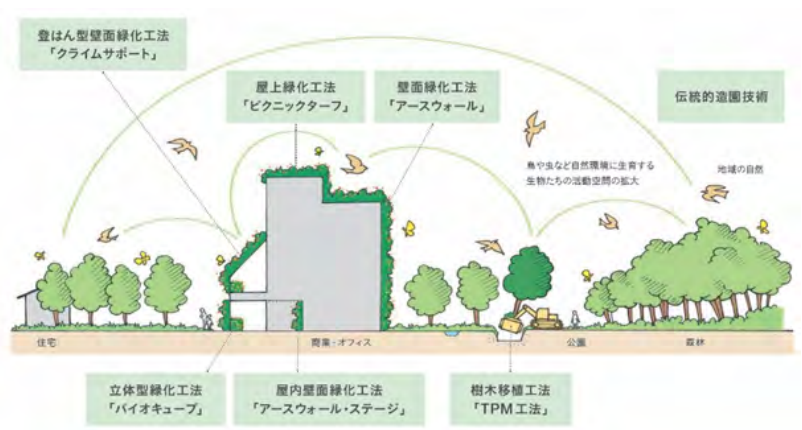 登はん型壁面緑化工法
「クライムサポート」
屋上緑化工法
「ピクニックターフ」
壁面緑化工法
「アースウォール」
伝統的造園技術
鳥や虫など自然環境に生育する
生物たちの活動空間の拡大
地域の自然
住宅
商業・オフィス
公園
森林
立体型緑化工法
「バイオキューブ」
屋内壁面緑化工法
「アースウォール・ステージ」
樹木移植工法
「TPM工法」